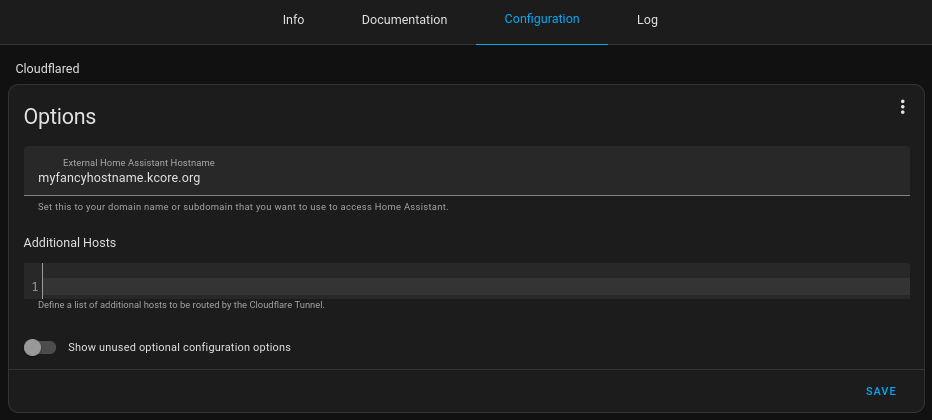 Info Documentation Configuration Log
Cloudflared
Options
External Home Assistant Hostname
myfancyhostname.kcore.org
Set this to your domain name or subdomain that you want to use to access Home Assistant.
Additional Hosts
1
Define a list of additional hosts to be routed by the Cloudflare Tunnel.
Show unused optional configuration options
SAVE